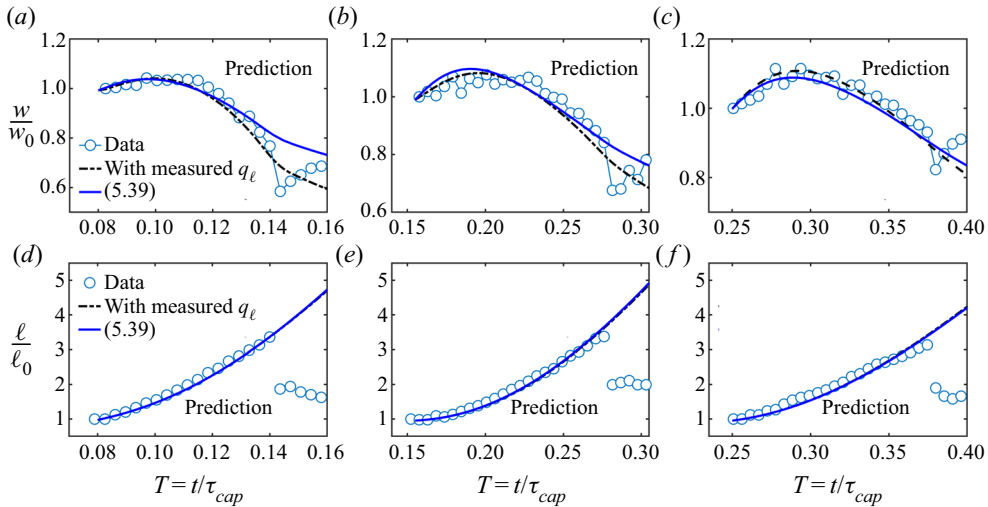 (a) (b) (c)
1.2 1.2 1.2
Prediction Prediction Prediction
w/w0 1.0 1.0 1.0
Data
0.8 0.8 0.8
With measured qℓ
(5.39)
0.6 0.6
0.08 0.10 0.12 0.14 0.16 0.15 0.20 0.25 0.30 0.25 0.30 0.35 0.40
(d) (e) (f)
5 5 5
Data
With measured qℓ
4 4 4
(5.39)
ℓ/ℓ0 3 3 3
2 2 2
Prediction Prediction Prediction
1 1 1
0.08 0.10 0.12 0.14 0.16 0.15 0.20 0.25 0.30 0.25 0.30 0.35 0.40
T = t/τcap T = t/τcap T = t/τcap